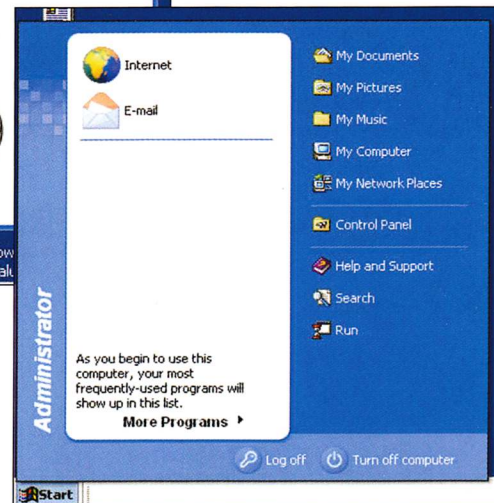 Internet
E-mail
As you begin to use this
computer, your most
frequently-used programs will
show up in this list.
More Programs
My Documents
My Pictures
My Music
My Computer
My Network Places
Control Panel
Help and Support
Search
Run
Administrator
Log off
Turn off computer
Start